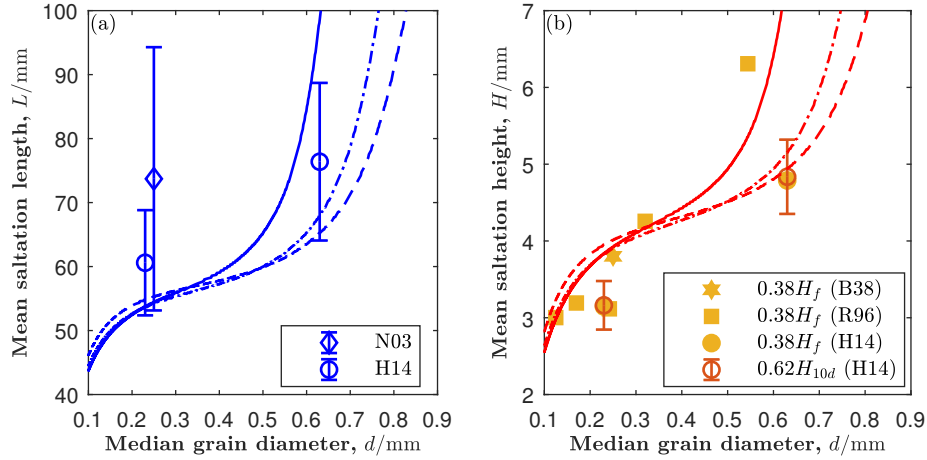 (a)
Mean saltation length, L/mm
100
90
80
70
60
50
40
0.1 0.2 0.3 0.4 0.5 0.6 0.7 0.8 0.9
Median grain diameter, d/mm
N03
H14
(b)
Mean saltation height, H/mm
7
6
5
4
3
2
0.1 0.2 0.3 0.4 0.5 0.6 0.7 0.8 0.9
Median grain diameter, d/mm
0.38H_f (B38)
0.38H_f (R96)
0.38H_f (H14)
0.62H_{10d} (H14)